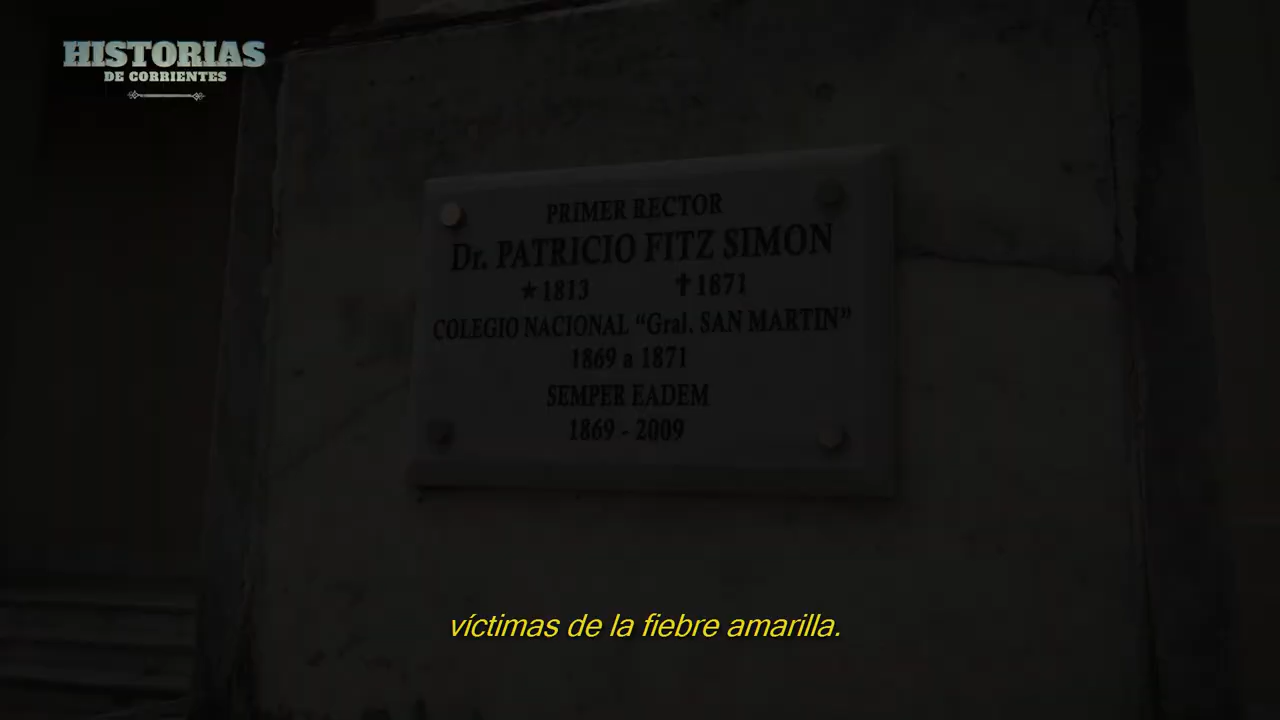 HISTORIAS
DE CORRIENTES
PRIMER RECTOR
Dr. PATRICIO FITZ SIMON
★1813 ✝1871
COLEGIO NACIONAL “Gral. SAN MARTIN”
1869 a 1871
SEMPER EADEM
1869 - 2009
víctimas de la fiebre amarilla.